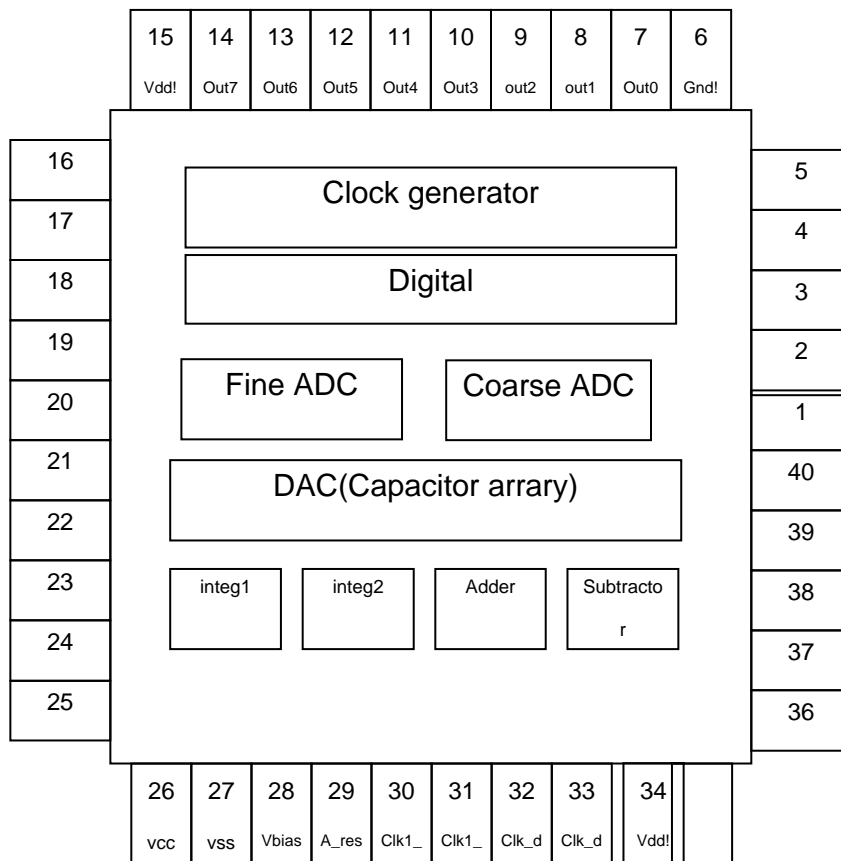 15 14 13 12 11 10 9 8 7 6
Vdd! Out7 Out6 Out5 Out4 Out3 out2 out1 Out0 Gnd!
16
5
17
4
18
3
19
2
20
1
21
40
22
39
23
38
24
37
25
36
Clock generator
Digital
Fine ADC
Coarse ADC
DAC(Capacitor arrary)
integ1
integ2
Adder
Subtracto
r
26 27 28 29 30 31 32 33 34
vcc vss Vbias A_res Clk1_ Clk1_ Clk_d Clk_d Vdd!